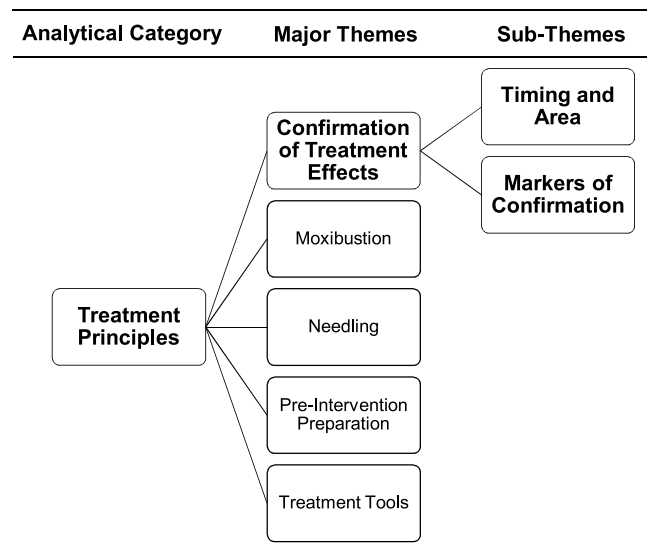 Analytical Category Major Themes Sub-Themes
Timing and
Area
Confirmation
of Treatment
Effects
Markers of
Confirmation
Moxibustion
Treatment
Principles
Needling
Pre-Intervention
Preparation
Treatment Tools